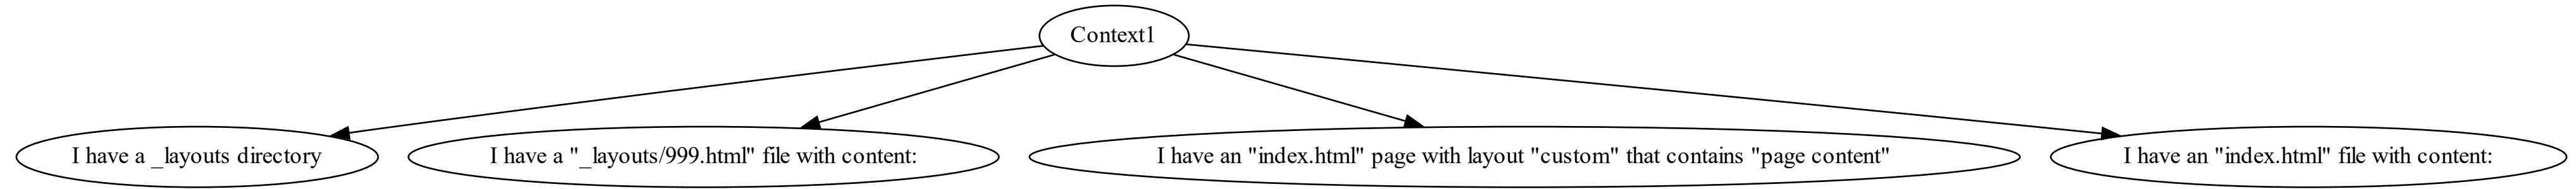 Context1
I have a _layouts directory
I have a "_layouts/999.html" file with content:
I have an "index.html" page with layout "custom" that contains "page content"
I have an "index.html" file with content: